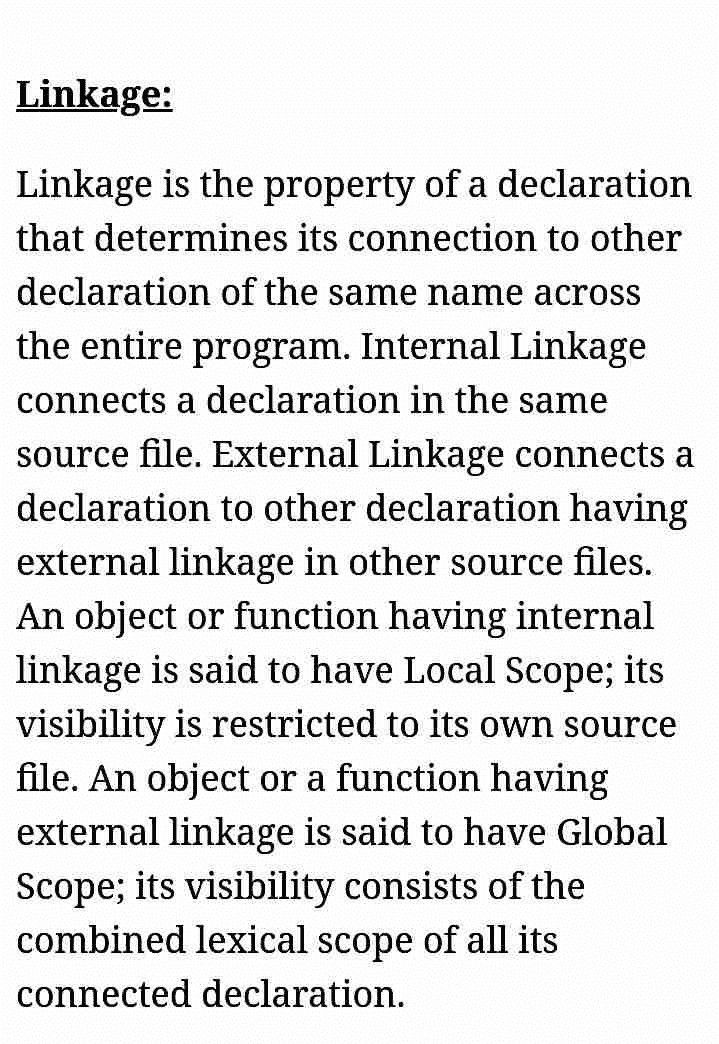 Linkage:
Linkage is the property of a declaration
that determines its connection to other
declaration of the same name across
the entire program. Internal Linkage
connects a declaration in the same
source file. External Linkage connects a
declaration to other declaration having
external linkage in other source files.
An object or function having internal
linkage is said to have Local Scope; its
visibility is restricted to its own source
file. An object or a function having
external linkage is said to have Global
Scope; its visibility consists of the
combined lexical scope of all its
connected declaration.